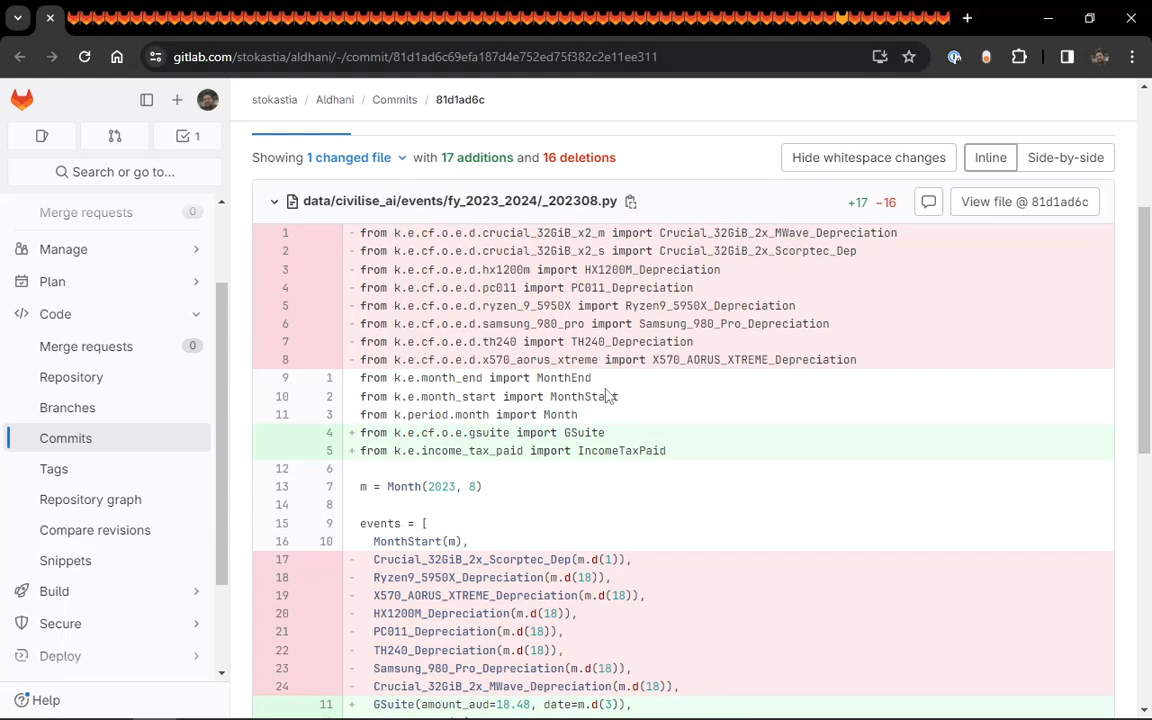 gitlab.com/stokastia/aldhani/-/commit/81d1ad6c69efa187d4e752ed75f382c2e11ee311
1
Search or go to...
Merge requests 0
Manage
Plan
Code
Merge requests 0
Repository
Branches
Commits
Tags
Repository graph
Compare revisions
Snippets
Build
Secure
Deploy
Help
stokastia / Aldhani / Commits / 81d1ad6c
Showing 1 changed file with 17 additions and 16 deletions
Hide whitespace changes Inline Side-by-side
data/civilise_ai/events/fy_2023_2024/_202308.py +17 −16 View file @ 81d1ad6c
1 - from k.e.cf.o.e.d.crucial_32GiB_x2_m import Crucial_32GiB_2x_MWave_Depreciation
2 - from k.e.cf.o.e.d.crucial_32GiB_x2_s import Crucial_32GiB_2x_Scorptec_Dep
3 - from k.e.cf.o.e.d.hx1200m import HX1200M_Depreciation
4 - from k.e.cf.o.e.d.pc011 import PC011_Depreciation
5 - from k.e.cf.o.e.d.ryzen_9_5950X import Ryzen9_5950X_Depreciation
6 - from k.e.cf.o.e.d.samsung_980_pro import Samsung_980_Pro_Depreciation
7 - from k.e.cf.o.e.d.th240 import TH240_Depreciation
8 - from k.e.cf.o.e.d.x570_aorus_xtreme import X570_AORUS_XTREME_Depreciation
9 1 from k.e.month_end import MonthEnd
10 2 from k.e.month_start import MonthStart
11 3 from k.period.month import Month
4 + from k.e.cf.o.e.gsuite import GSuite
5 + from k.e.income_tax_paid import IncomeTaxPaid
12 6
13 7 m = Month(2023, 8)
14 8
15 9 events = [
16 10 MonthStart(m),
17 - Crucial_32GiB_2x_Scorptec_Dep(m.d(1)),
18 - Ryzen9_5950X_Depreciation(m.d(18)),
19 - X570_AORUS_XTREME_Depreciation(m.d(18)),
20 - HX1200M_Depreciation(m.d(18)),
21 - PC011_Depreciation(m.d(18)),
22 - TH240_Depreciation(m.d(18)),
23 - Samsung_980_Pro_Depreciation(m.d(18)),
24 - Crucial_32GiB_2x_MWave_Depreciation(m.d(18)),
11 + GSuite(amount_aud=18.48, date=m.d(3)),